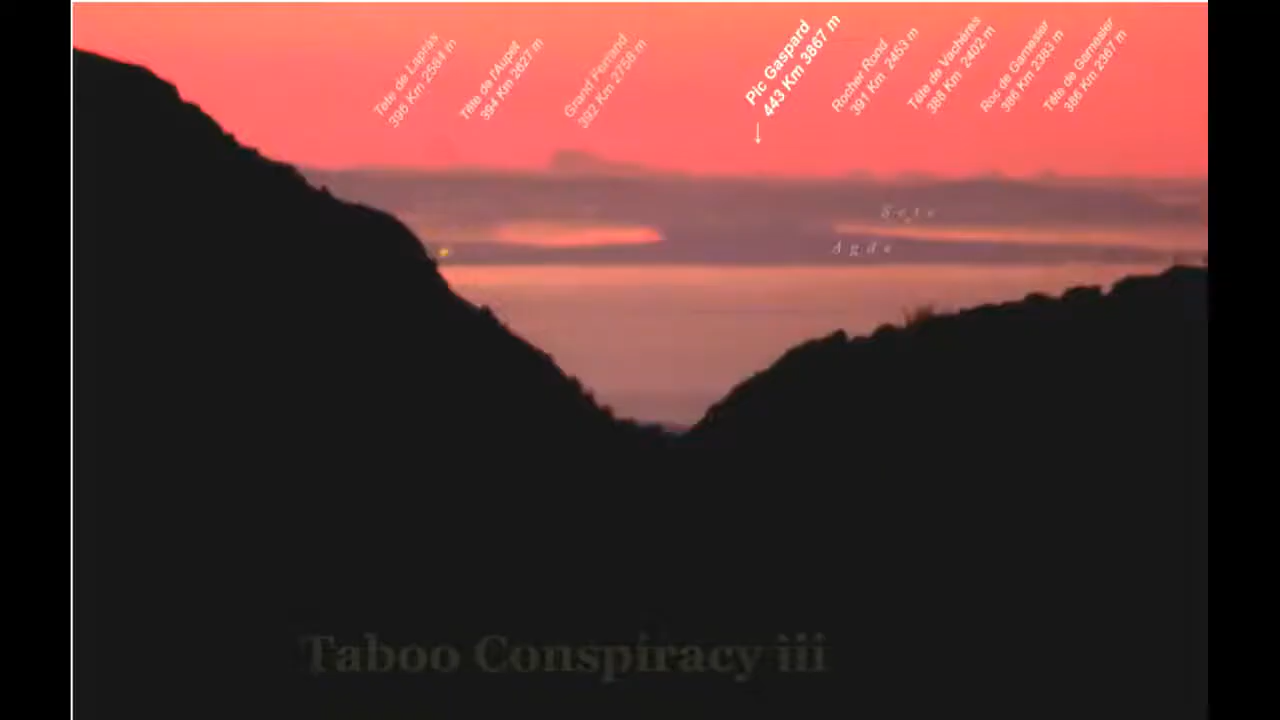 Tête de Lapras
396 Km 2584 m
Tête de l'Aupet
394 Km 2627 m
Grand Ferrand
392 Km 2758 m
Pic Gaspard
443 Km 3867 m
Rocher Rond
391 Km 2453 m
Tête de Vachères
388 Km 2402 m
Roc de Garnesier
386 Km 2383 m
Tête de Garnesier
386 Km 2367 m
Sete
Agde
Taboo Conspiracy iii